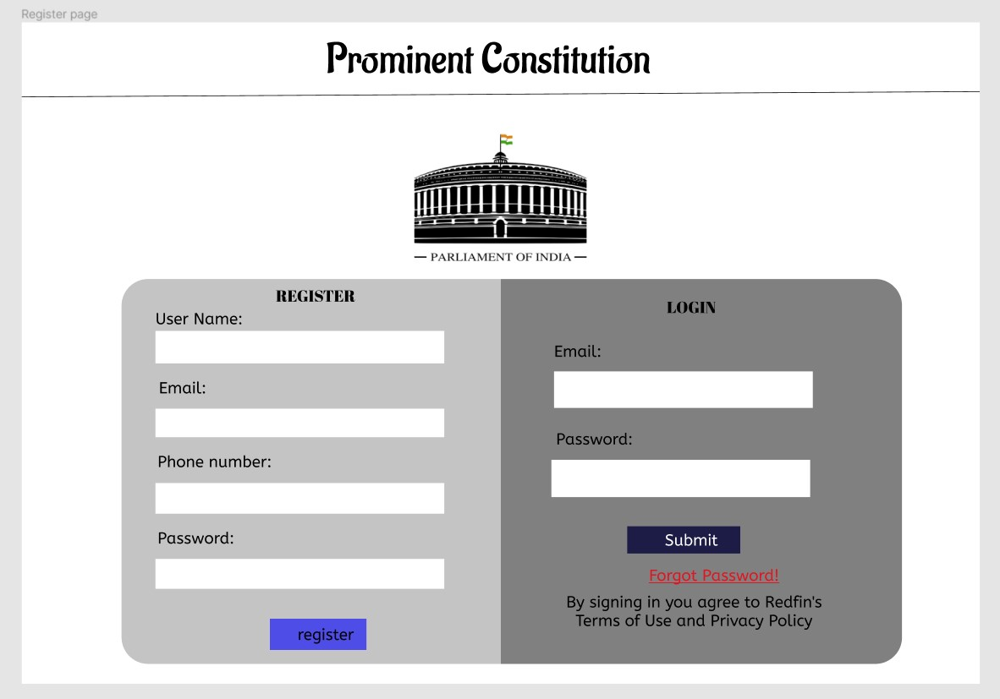 Register page
Prominent Constitution
PARLIAMENT OF INDIA
REGISTER
User Name:
Email:
Phone number:
Password:
register
LOGIN
Email:
Password:
Submit
Forgot Password!
By signing in you agree to Redfin's
Terms of Use and Privacy Policy